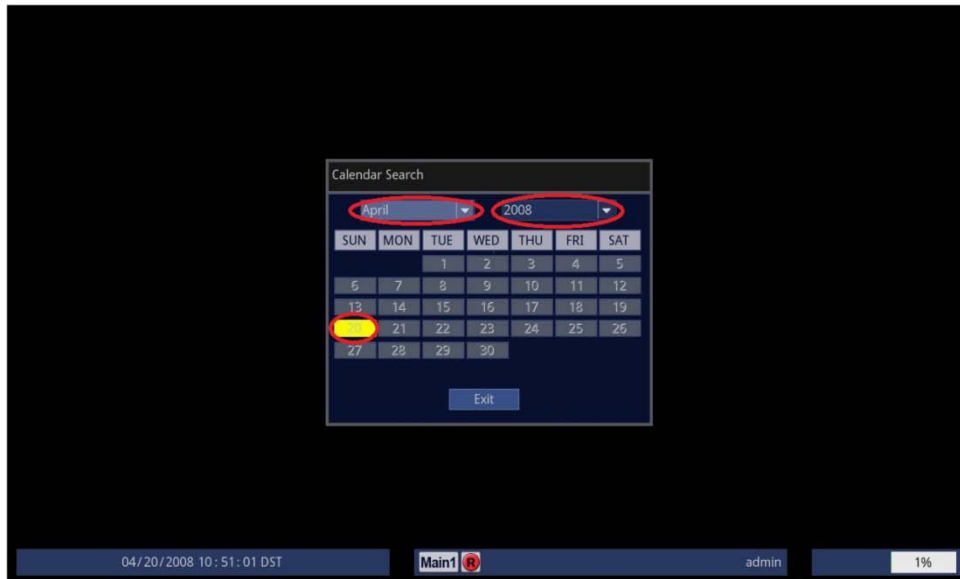 Calendar Search
April 2008
SUN MON TUE WED THU FRI SAT
1 2 3 4 5
6 7 8 9 10 11 12
13 14 15 16 17 18 19
20 21 22 23 24 25 26
27 28 29 30
Exit
04/20/2008 10 : 51 : 01 DST Main1 R admin 1%